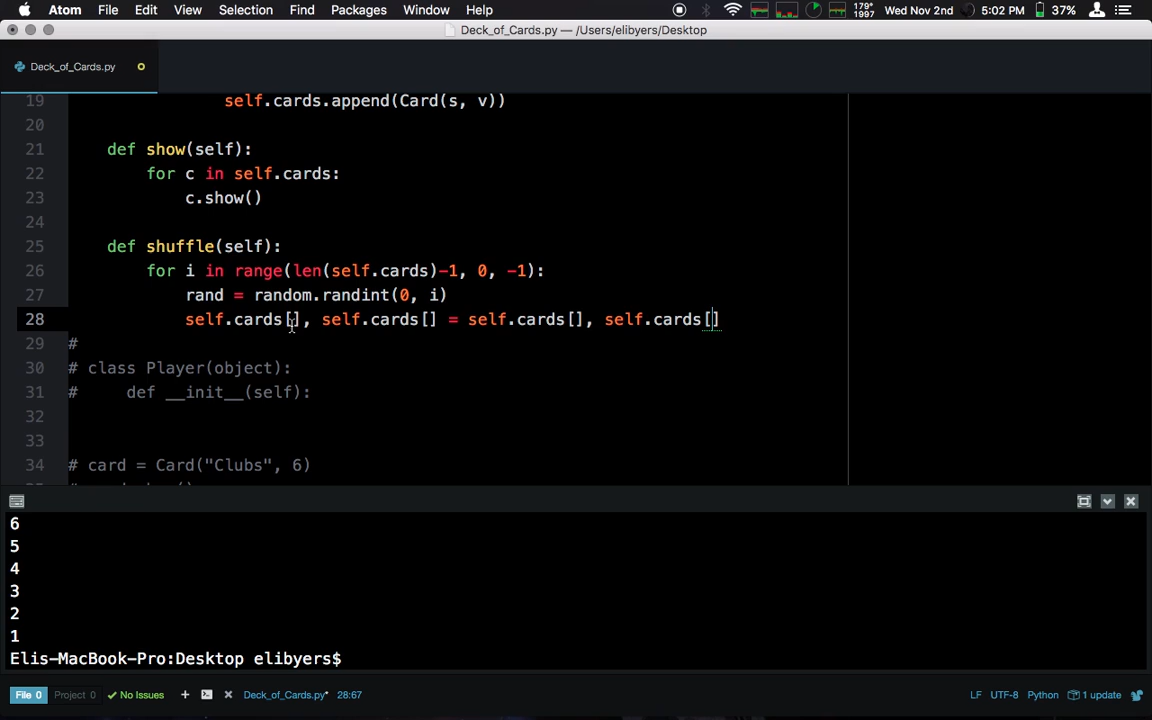 Atom File Edit View Selection Find Packages Window Help 179° 1997 Wed Nov 2nd 5:02 PM 37%
Deck_of_Cards.py — /Users/elibyers/Desktop
Deck_of_Cards.py
19 self.cards.append(Card(s, v))
20
21 def show(self):
22 for c in self.cards:
23 c.show()
24
25 def shuffle(self):
26 for i in range(len(self.cards)-1, 0, -1):
27 rand = random.randint(0, i)
28 self.cards[], self.cards[] = self.cards[], self.cards[]
29 #
30 # class Player(object):
31 #     def __init__(self):
32
33
34 # card = Card("Clubs", 6)
6
5
4
3
2
1
Elis-MacBook-Pro:Desktop elibyers$
File 0 Project 0 No Issues Deck_of_Cards.py* 28:67 LF UTF-8 Python 1 update